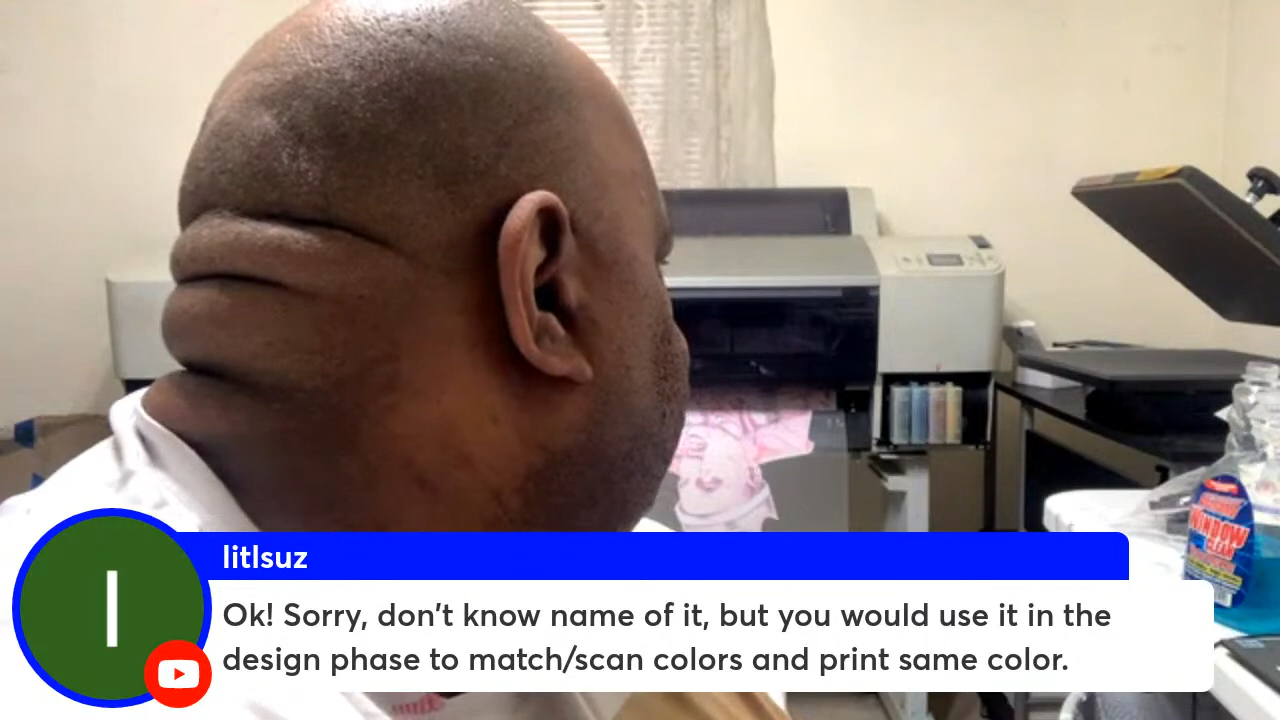 litlsuz
Ok! Sorry, don't know name of it, but you would use it in the
design phase to match/scan colors and print same color.
I
WINDOW